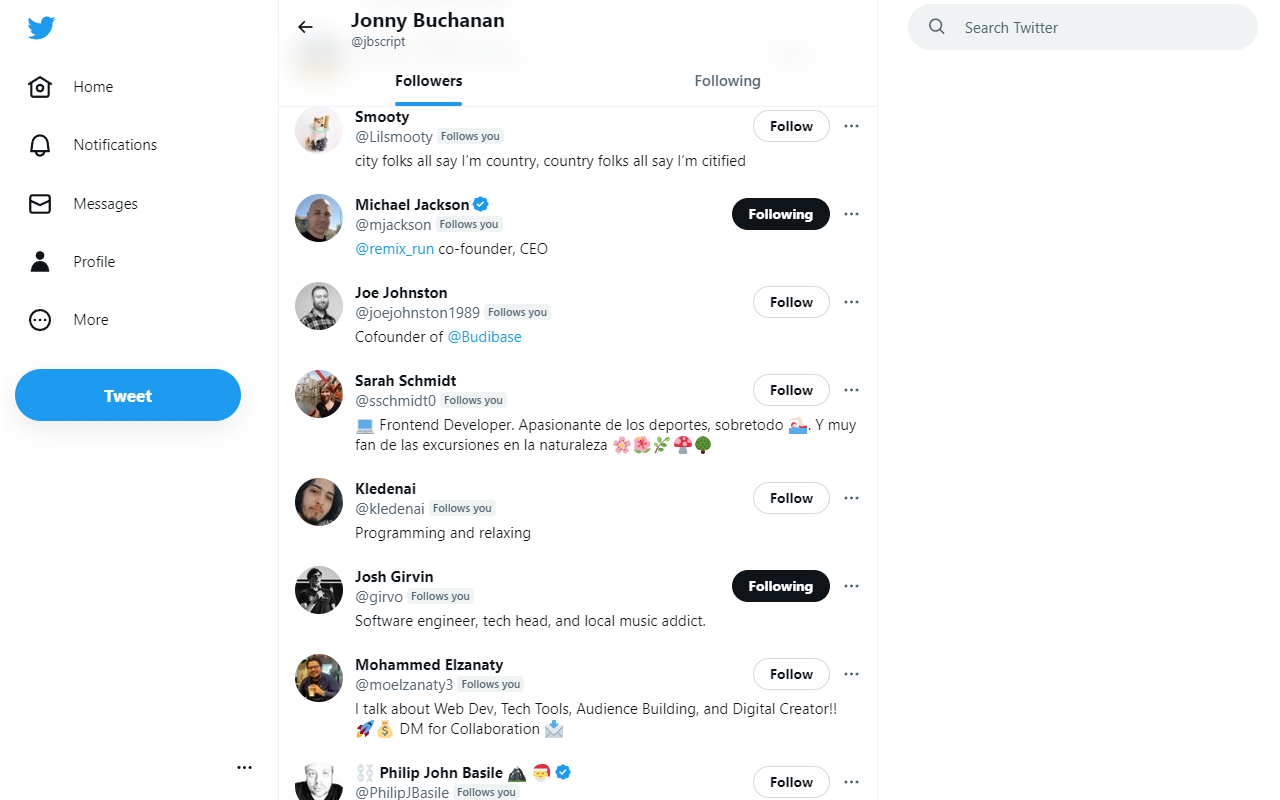 Jonny Buchanan
@jbscript
Followers
Following
Search Twitter
Home
Notifications
Messages
Profile
More
Tweet
Smooty
@Lilsmooty Follows you
Follow
city folks all say I’m country, country folks all say I’m citified
Michael Jackson
@mjackson Follows you
Following
@remix_run co-founder, CEO
Joe Johnston
@joejohnston1989 Follows you
Follow
Cofounder of @Budibase
Sarah Schmidt
@sschmidt0 Follows you
Follow
💻 Frontend Developer. Apasionante de los deportes, sobretodo 🏊. Y muy
fan de las excursiones en la naturaleza 🌸🌺🌿🍄🌳
Kledenai
@kledenai Follows you
Follow
Programming and relaxing
Josh Girvin
@girvo Follows you
Following
Software engineer, tech head, and local music addict.
Mohammed Elzanaty
@moelzanaty3 Follows you
Follow
I talk about Web Dev, Tech Tools, Audience Building, and Digital Creator!!
🚀💰 DM for Collaboration 📩
⛓ Philip John Basile 🏔 🎅
@PhilipJBasile Follows you
Follow